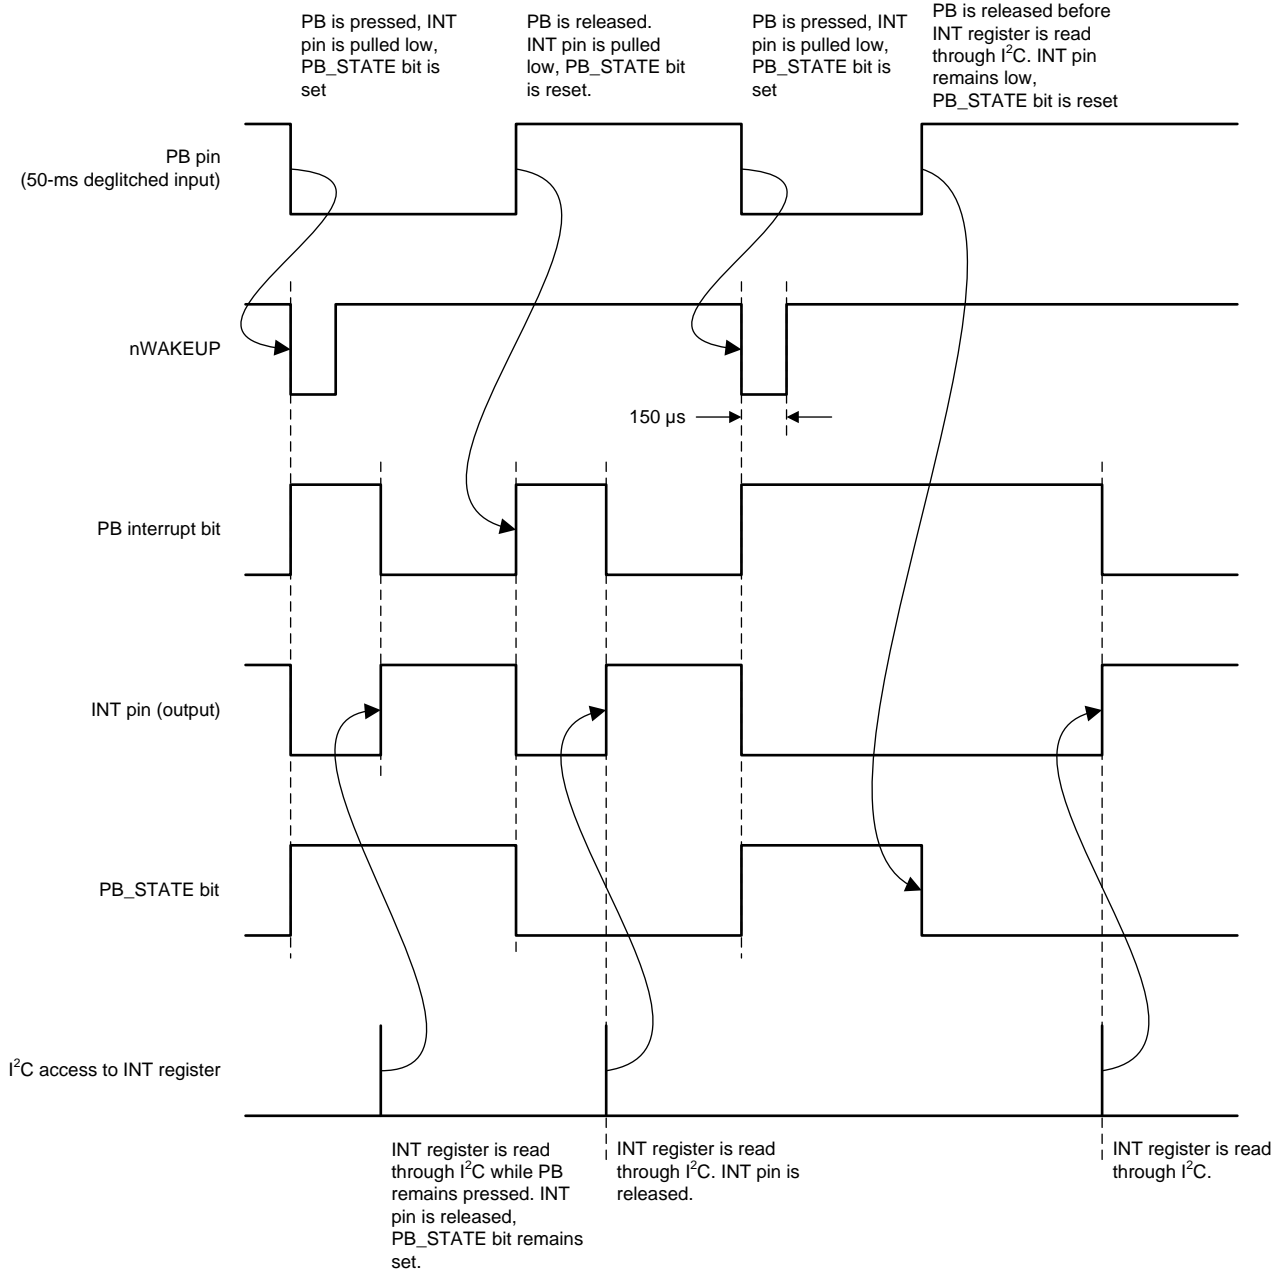 PB is pressed, INT
pin is pulled low,
PB_STATE bit is
set
PB is released.
INT pin is pulled
low, PB_STATE bit
is reset.
PB is pressed, INT
pin is pulled low,
PB_STATE bit is
set
PB is released before
INT register is read
through I²C. INT pin
remains low,
PB_STATE bit is reset
PB pin
(50-ms deglitched input)
nWAKEUP
150 µs
PB interrupt bit
INT pin (output)
PB_STATE bit
I²C access to INT register
INT register is read
through I²C while PB
remains pressed. INT
pin is released,
PB_STATE bit remains
set.
INT register is read
through I²C. INT pin is
released.
INT register is read
through I²C.